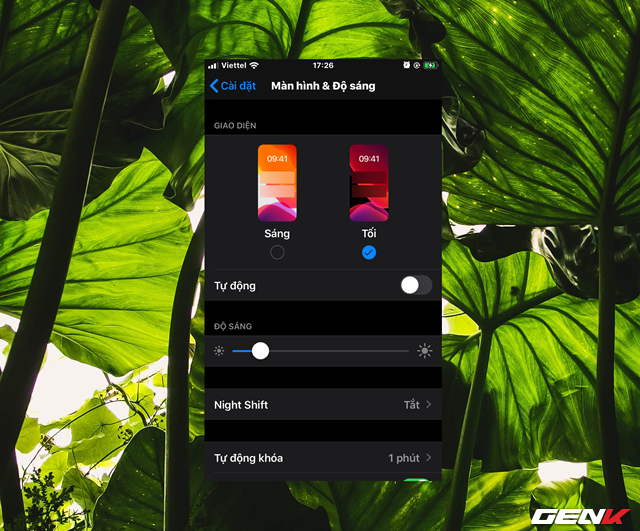 Viettel 17:26
Cài đặt Màn hình & Độ sáng
GIAO DIỆN
09:41 09:41
Sáng Tối
Tự động
ĐỘ SÁNG
Night Shift Tắt
Tự động khóa 1 phút
GENK